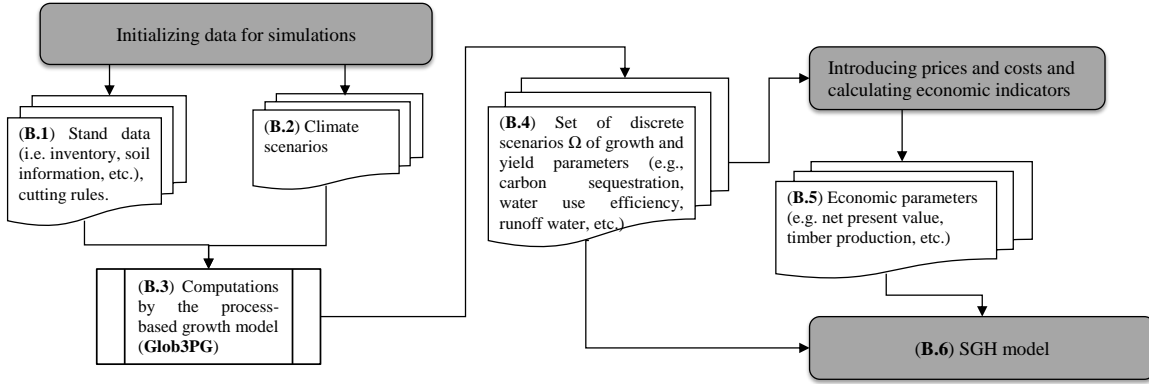 Initializing data for simulations
(B.1) Stand data
(i.e. inventory, soil
information, etc.),
cutting rules.
(B.2) Climate
scenarios
(B.3) Computations
by the process-
based growth model
(Glob3PG)
(B.4) Set of discrete
scenarios Ω of growth and
yield parameters (e.g.,
carbon sequestration,
water use efficiency,
runoff water, etc.)
Introducing prices and costs and
calculating economic indicators
(B.5) Economic parameters
(e.g. net present value,
timber production, etc.)
(B.6) SGH model